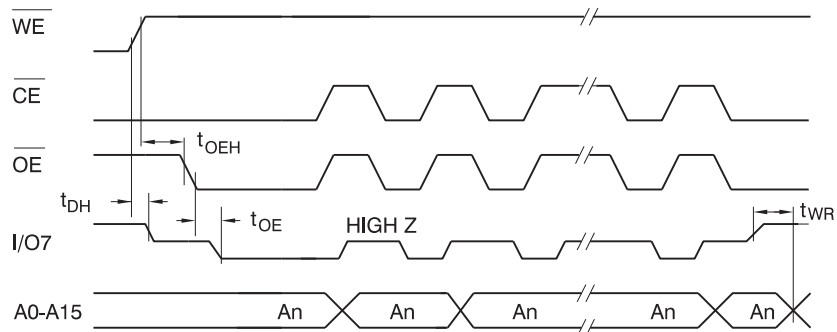 WE
CE
tOEH
OE
tDH
tOE
HIGH Z
tWR
I/O7
A0-A15 An An An An An